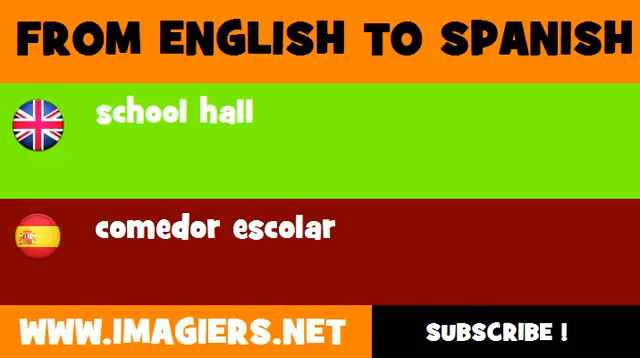 FROM ENGLISH TO SPANISH
school hall
comedor escolar
WWW.IMAGIERS.NET
SUBSCRIBE !